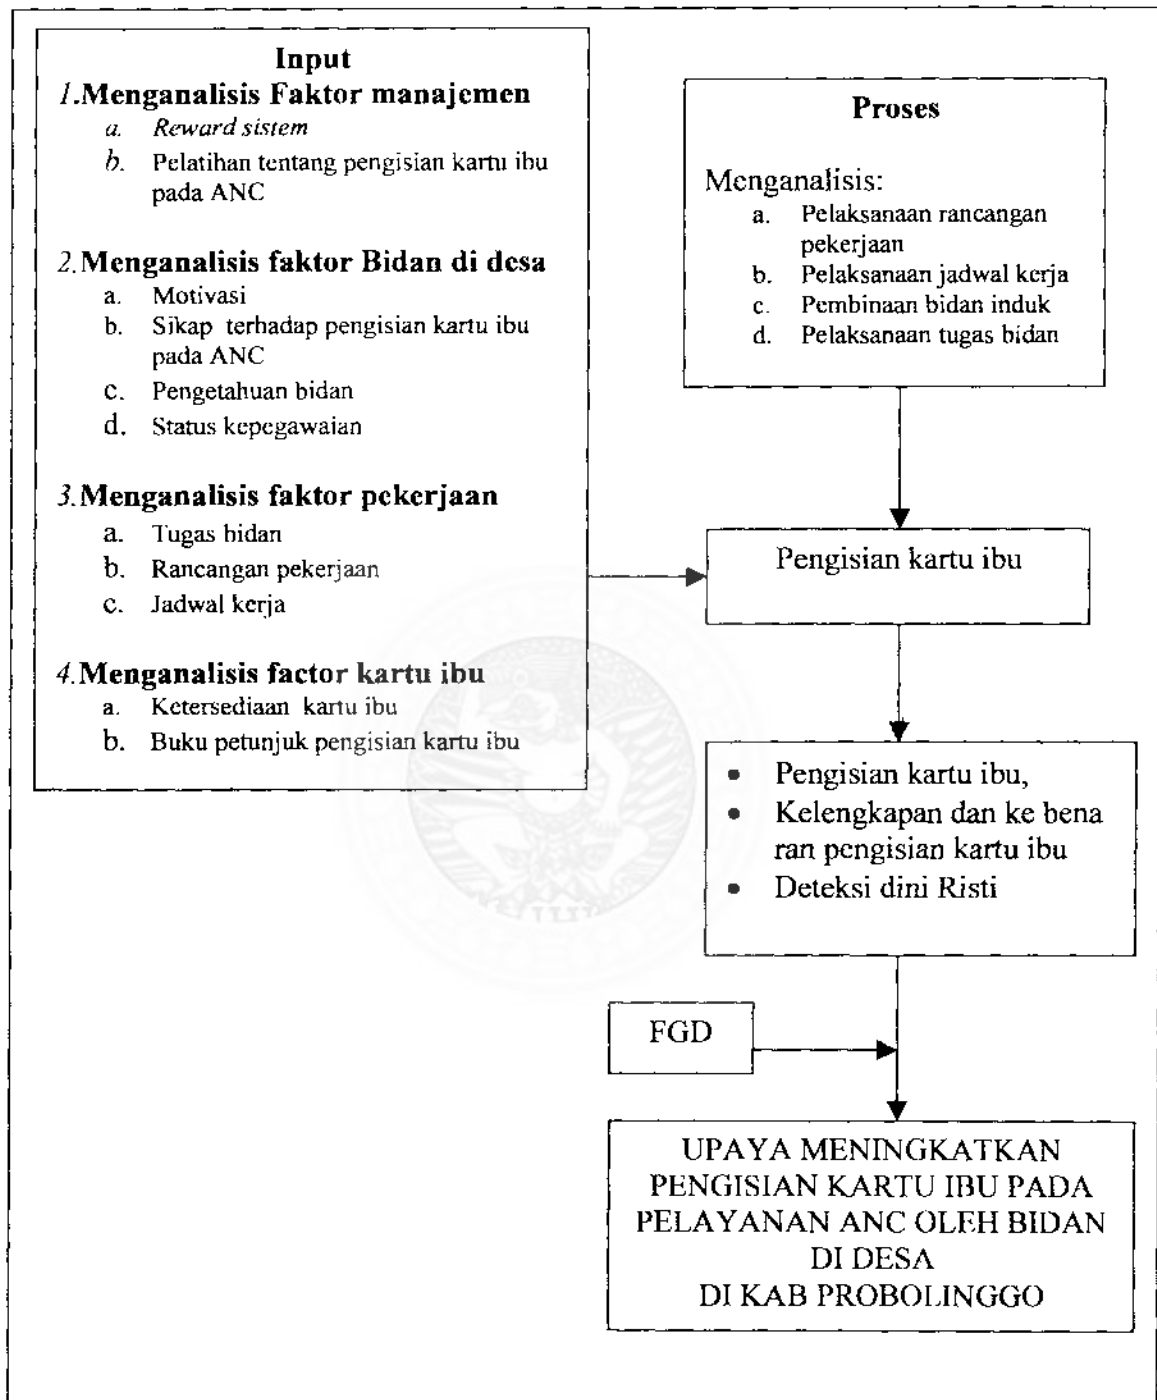 Input
1.Menganalisis Faktor manajemen
a. Reward sistem
b. Pelatihan tentang pengisian kartu ibu
pada ANC
2.Menganalisis faktor Bidan di desa
a. Motivasi
b. Sikap terhadap pengisian kartu ibu
pada ANC
c. Pengetahuan bidan
d. Status kepegawaian
3.Menganalisis faktor pekerjaan
a. Tugas bidan
b. Rancangan pekerjaan
c. Jadwal kerja
4.Menganalisis factor kartu ibu
a. Ketersediaan kartu ibu
b. Buku petunjuk pengisian kartu ibu
Proses
Menganalisis:
a. Pelaksanaan rancangan
pekerjaan
b. Pelaksanaan jadwal kerja
c. Pembinaan bidan induk
d. Pelaksanaan tugas bidan
Pengisian kartu ibu
• Pengisian kartu ibu,
• Kelengkapan dan ke bena
ran pengisian kartu ibu
• Deteksi dini Risti
FGD
UPAYA MENINGKATKAN
PENGISIAN KARTU IBU PADA
PELAYANAN ANC OLEH BIDAN
DI DESA
DI KAB PROBOLINGGO